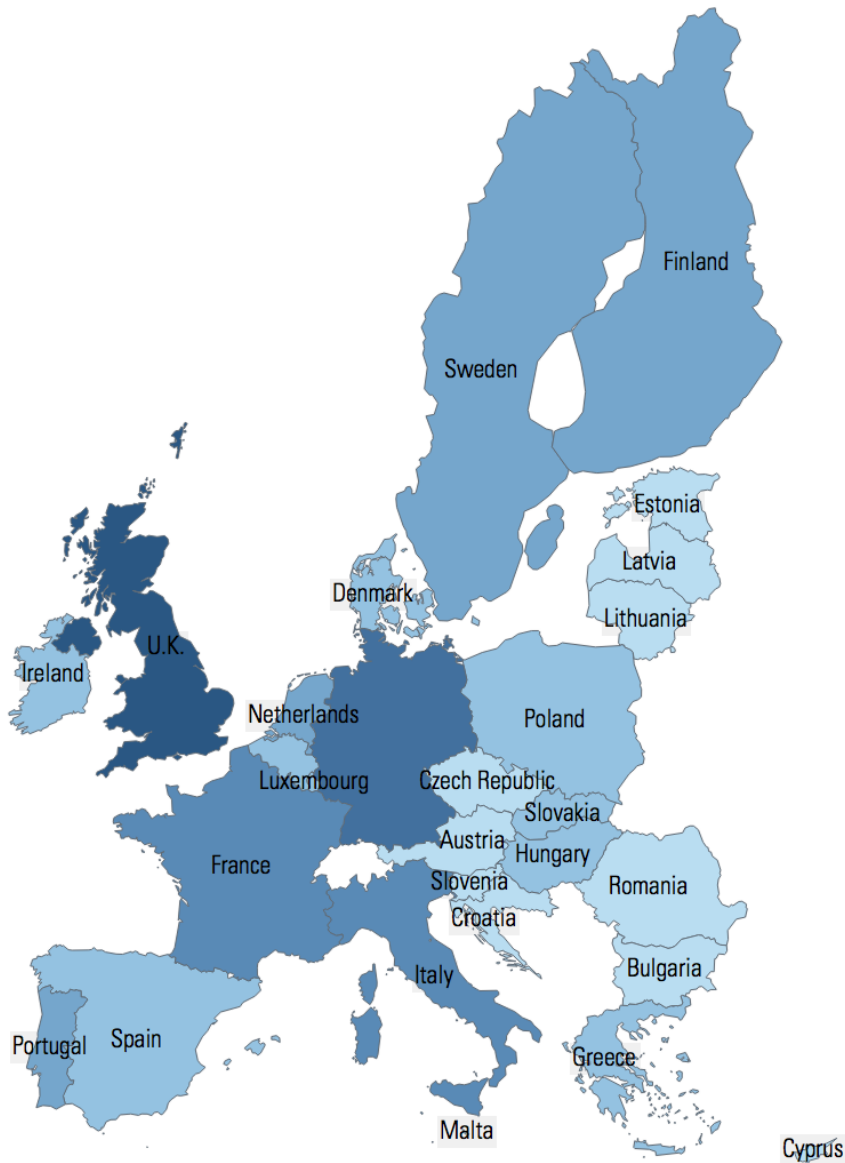 Finland
Sweden
Estonia
Latvia
Denmark
Lithuania
U.K.
Ireland
Netherlands
Poland
Luxembourg
Czech Republic
Slovakia
Austria
Hungary
France
Slovenia
Romania
Croatia
Bulgaria
Italy
Spain
Portugal
Greece
Malta
Cyprus